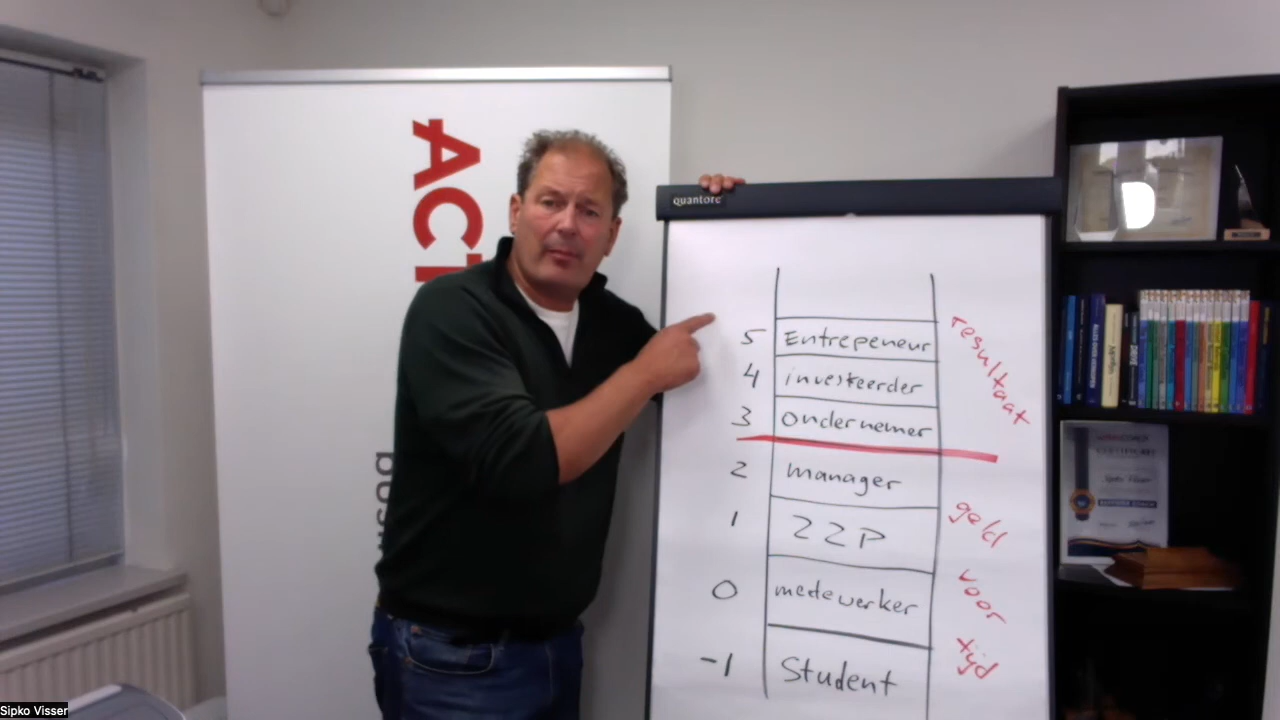 ACT
quantore
5 Entrepeneur
4 investeerder
3 ondernemer
resultaat
2 manager
1 ZZP
0 medewerker
-1 Student
geld
voor
tijd
Sipko Visser